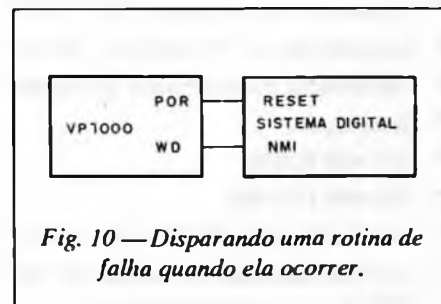 POR
RESET
VP1000
SISTEMA DIGITAL
WD
NMI
Fig. 10 — Disparando uma rotina de
falha quando ela ocorrer.